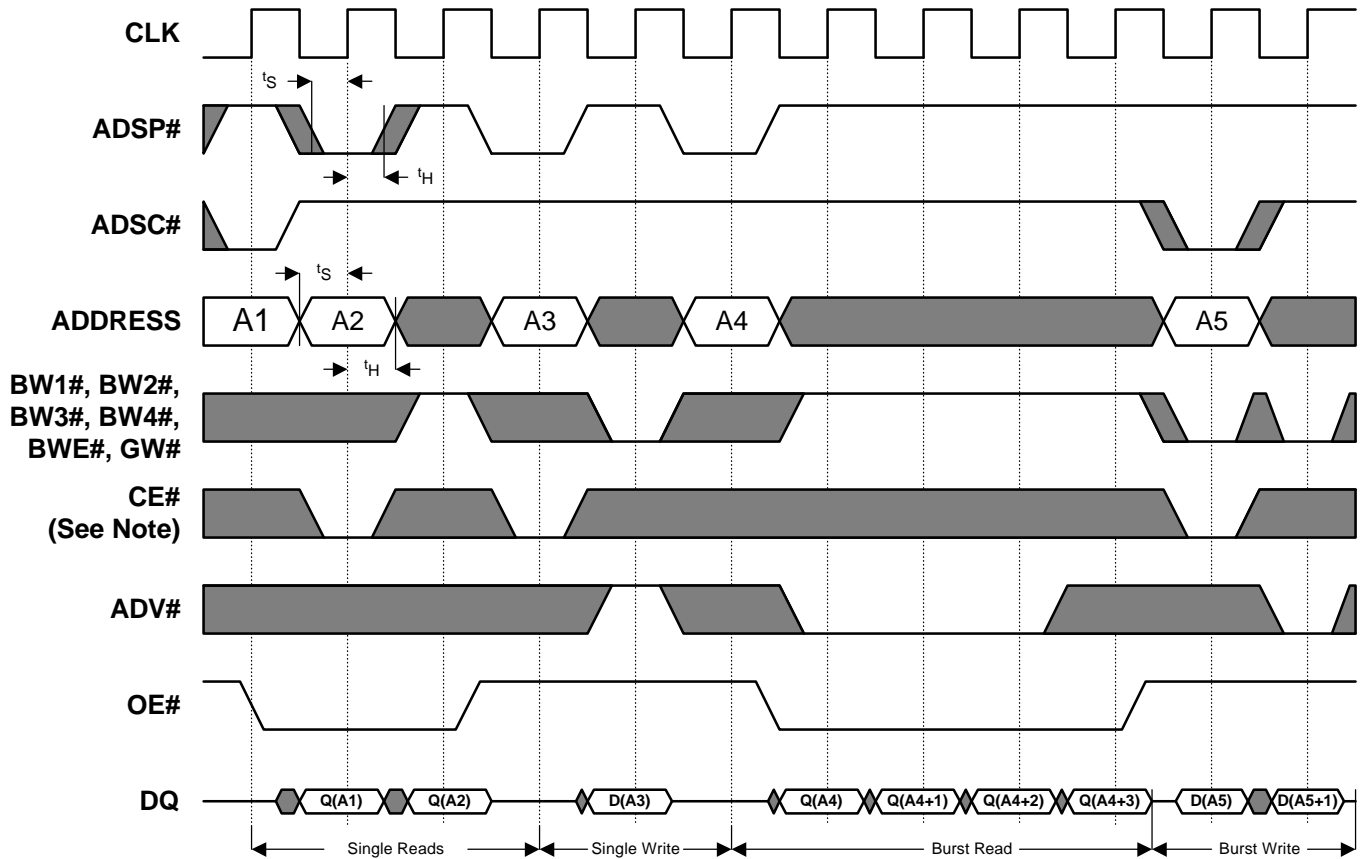 CLK
tS
ADSP#
tH
ADSC#
tS
ADDRESS
A1
A2
A3
A4
A5
tH
BW1#, BW2#,
BW3#, BW4#,
BWE#, GW#
CE#
(See Note)
ADV#
OE#
DQ
Q(A1)
Q(A2)
D(A3)
Q(A4)
Q(A4+1)
Q(A4+2)
Q(A4+3)
D(A5)
D(A5+1)
Single Reads
Single Write
Burst Read
Burst Write